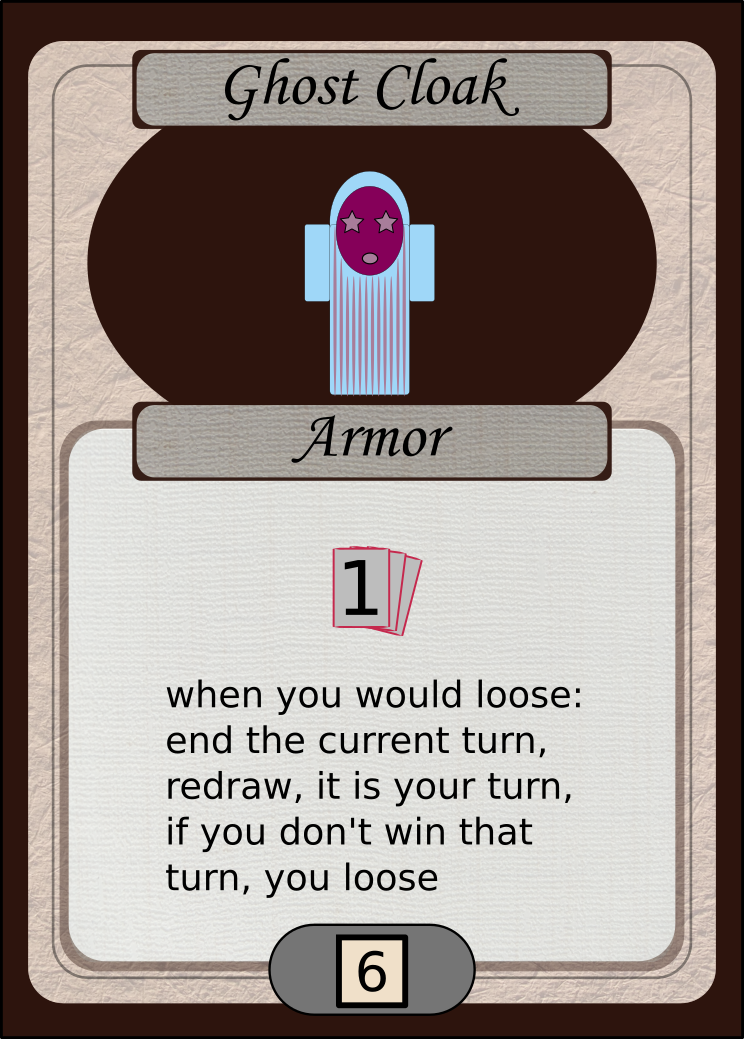 Ghost Cloak
Armor
1
when you would loose:
end the current turn,
redraw, it is your turn,
if you don't win that
turn, you loose
6